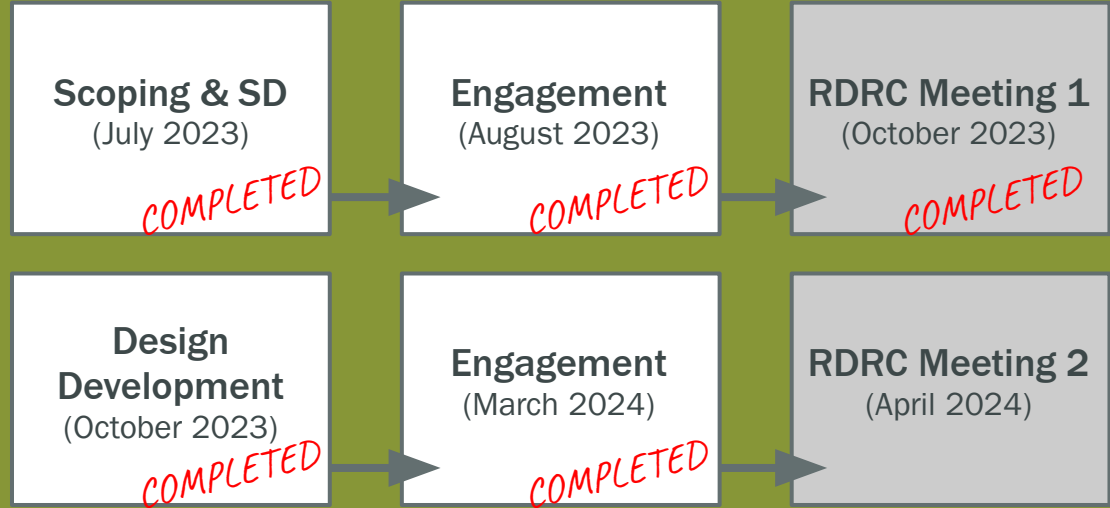 Scoping & SD
(July 2023)
COMPLETED
Engagement
(August 2023)
COMPLETED
RDRC Meeting 1
(October 2023)
COMPLETED
Design
Development
(October 2023)
COMPLETED
Engagement
(March 2024)
COMPLETED
RDRC Meeting 2
(April 2024)